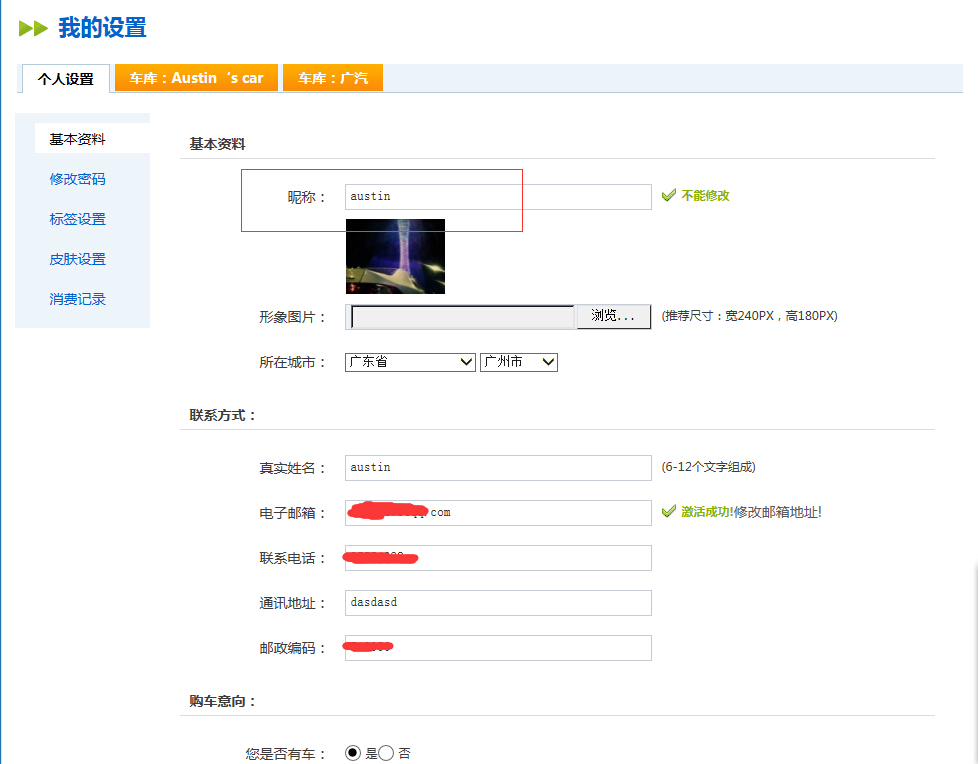 我的设置
个人设置 车库：Austin‘s car 车库：广汽
基本资料
修改密码
标签设置
皮肤设置
消费记录
基本资料
昵称： austin 不能修改
形象图片： 浏览... (推荐尺寸：宽240PX，高180PX)
所在城市： 广东省 广州市
联系方式：
真实姓名： austin (6-12个文字组成)
电子邮箱： com 激活成功!修改邮箱地址!
联系电话：
通讯地址： dasdasd
邮政编码：
购车意向：
您是否有车： 是 否